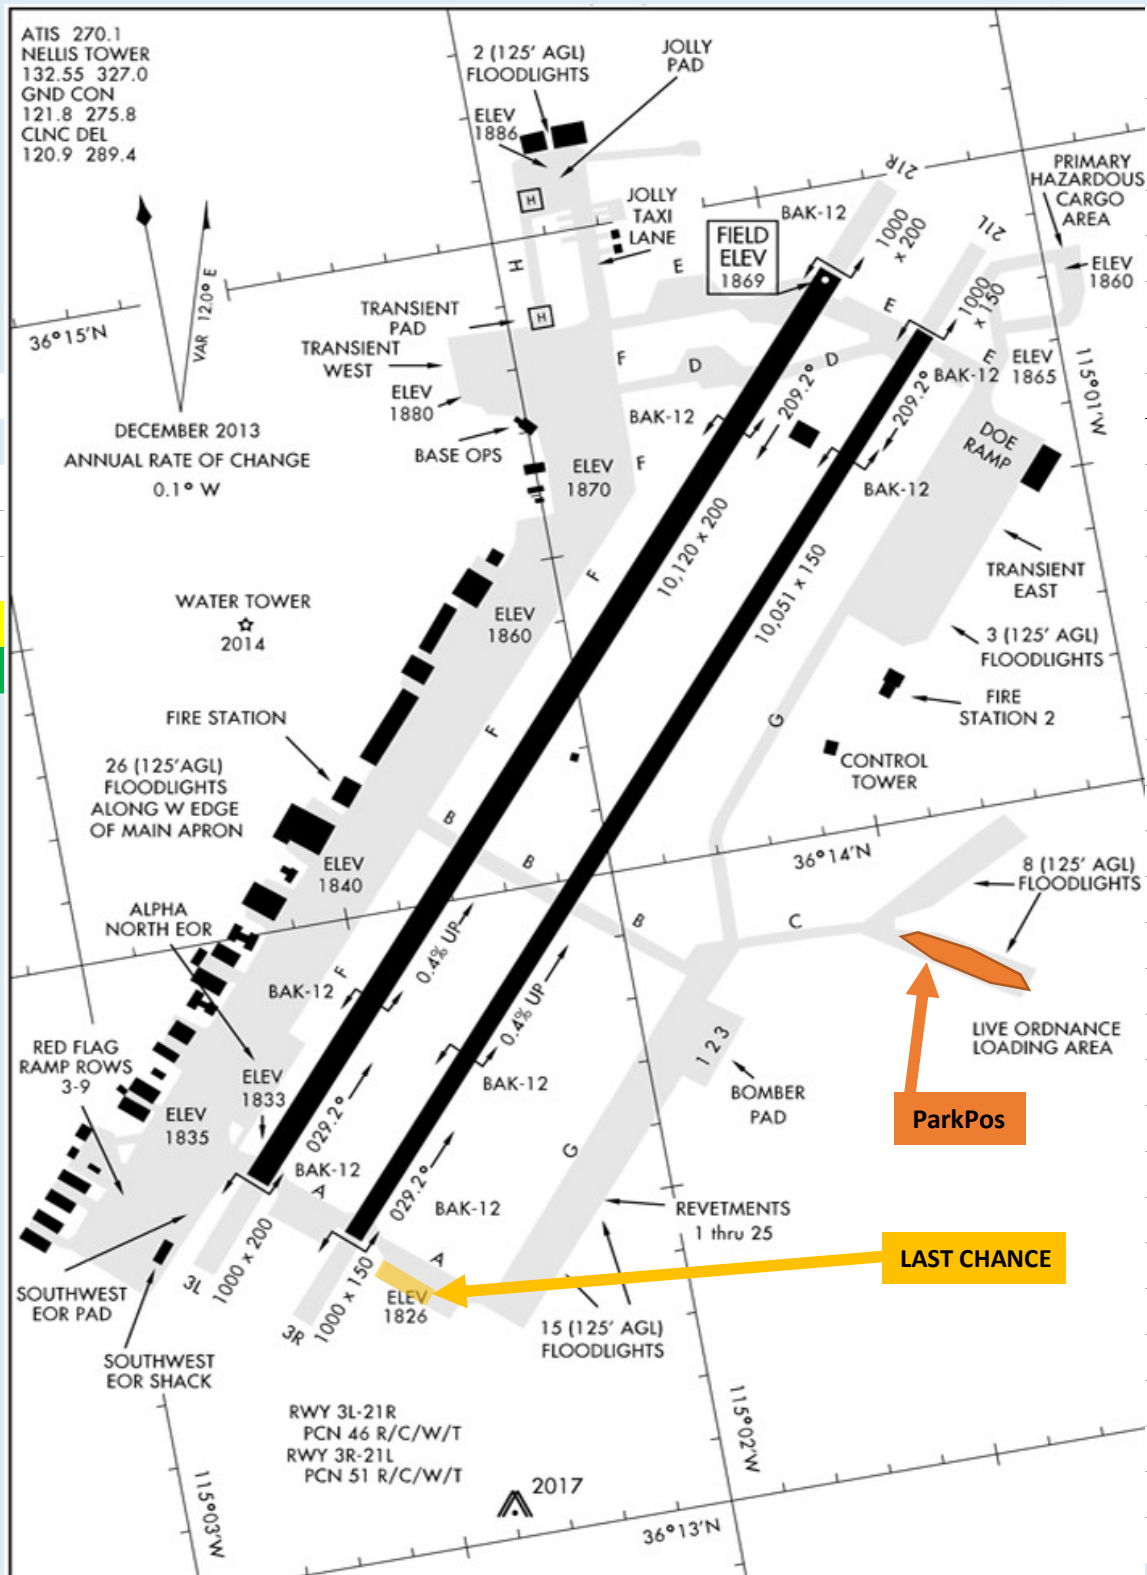 ATIS 270.1
NELLIS TOWER
132.55 327.0
GND CON
121.8 275.8
CLNC DEL
120.9 289.4
2 (125' AGL)
FLOODLIGHTS
JOLLY
PAD
ELEV
1886
H
JOLLY
TAXI
LANE
BAK-12
21R
1000
x 200
PRIMARY
HAZARDOUS
CARGO
AREA
21L
1000
x 150
ELEV
1860
FIELD
ELEV
1869
H
E
E
E
VAR 12.0° E
36°15'N
TRANSIENT
PAD
H
TRANSIENT
WEST
ELEV
1880
F
D
D
BAK-12
ELEV
1865
115°01'W
209.2°
209.2°
BAK-12
BASE OPS
DECEMBER 2013
ANNUAL RATE OF CHANGE
0.1° W
ELEV
1870
F
DOE
RAMP
BAK-12
10,120 x 200
10,051 x 150
TRANSIENT
EAST
F
WATER TOWER
2014
ELEV
1860
3 (125' AGL)
FLOODLIGHTS
FIRE
STATION 2
FIRE STATION
F
G
CONTROL
TOWER
26 (125'AGL)
FLOODLIGHTS
ALONG W EDGE
OF MAIN APRON
B
B
B
36°14'N
ELEV
1840
8 (125' AGL)
FLOODLIGHTS
ALPHA
NORTH EOR
C
0.4% UP
F
BAK-12
0.4% UP
LIVE ORDNANCE
LOADING AREA
RED FLAG
RAMP ROWS
3-9
1 2 3
ELEV
1833
BAK-12
BOMBER
PAD
ParkPos
ELEV
1835
029.2°
029.2°
BAK-12
A
BAK-12
G
REVETMENTS
1 thru 25
A
LAST CHANCE
1000 x 200
3L
1000 x 150
3R
ELEV
1826
SOUTHWEST
EOR PAD
15 (125' AGL)
FLOODLIGHTS
SOUTHWEST
EOR SHACK
RWY 3L-21R
PCN 46 R/C/W/T
RWY 3R-21L
PCN 51 R/C/W/T
2017
115°03'W
115°02'W
36°13'N